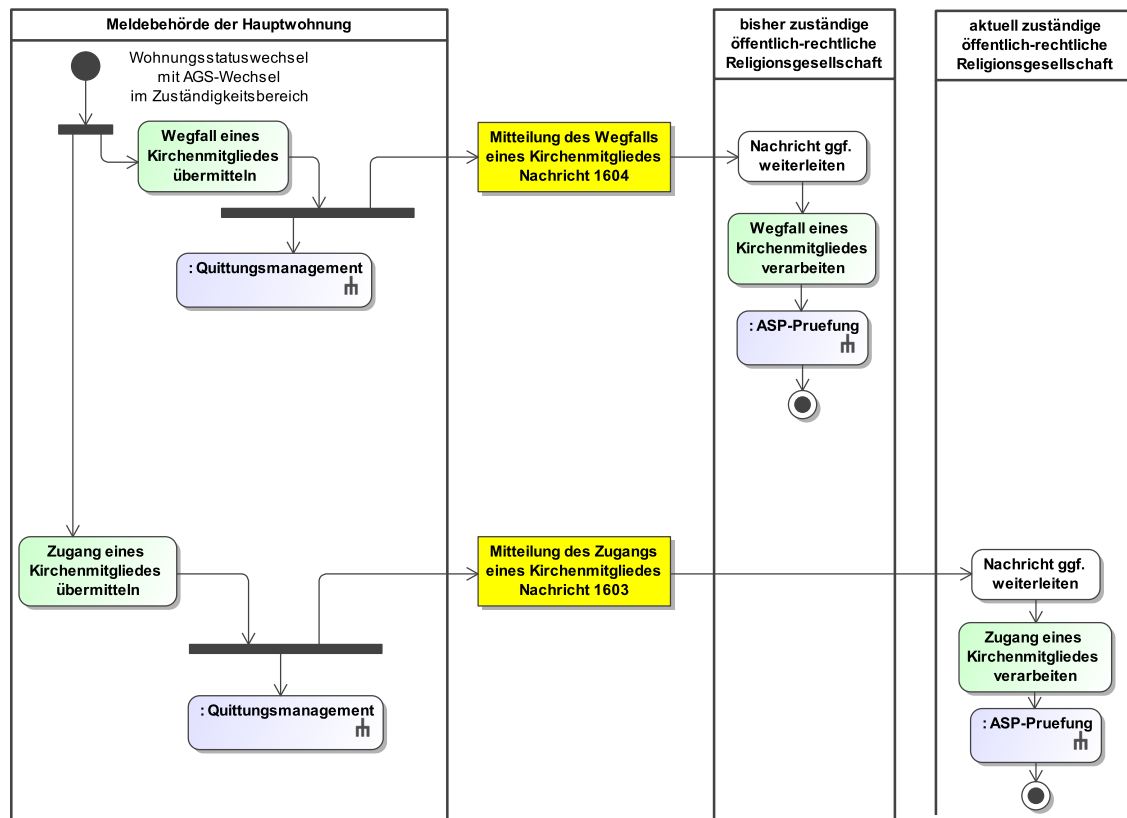 Meldebehörde der Hauptwohnung
bisher zuständige
öffentlich-rechtliche
Religionsgesellschaft
aktuell zuständige
öffentlich-rechtliche
Religionsgesellschaft
Wohnungsstatuswechsel
mit AGS-Wechsel
im Zuständigkeitsbereich
Wegfall eines
Kirchenmitgliedes
übermitteln
Mitteilung des Wegfalls
eines Kirchenmitgliedes
Nachricht 1604
Nachricht ggf.
weiterleiten
: Quittungsmanagement
Wegfall eines
Kirchenmitgliedes
verarbeiten
: ASP-Pruefung
Zugang eines
Kirchenmitgliedes
übermitteln
Mitteilung des Zugangs
eines Kirchenmitgliedes
Nachricht 1603
Nachricht ggf.
weiterleiten
: Quittungsmanagement
Zugang eines
Kirchenmitgliedes
verarbeiten
: ASP-Pruefung